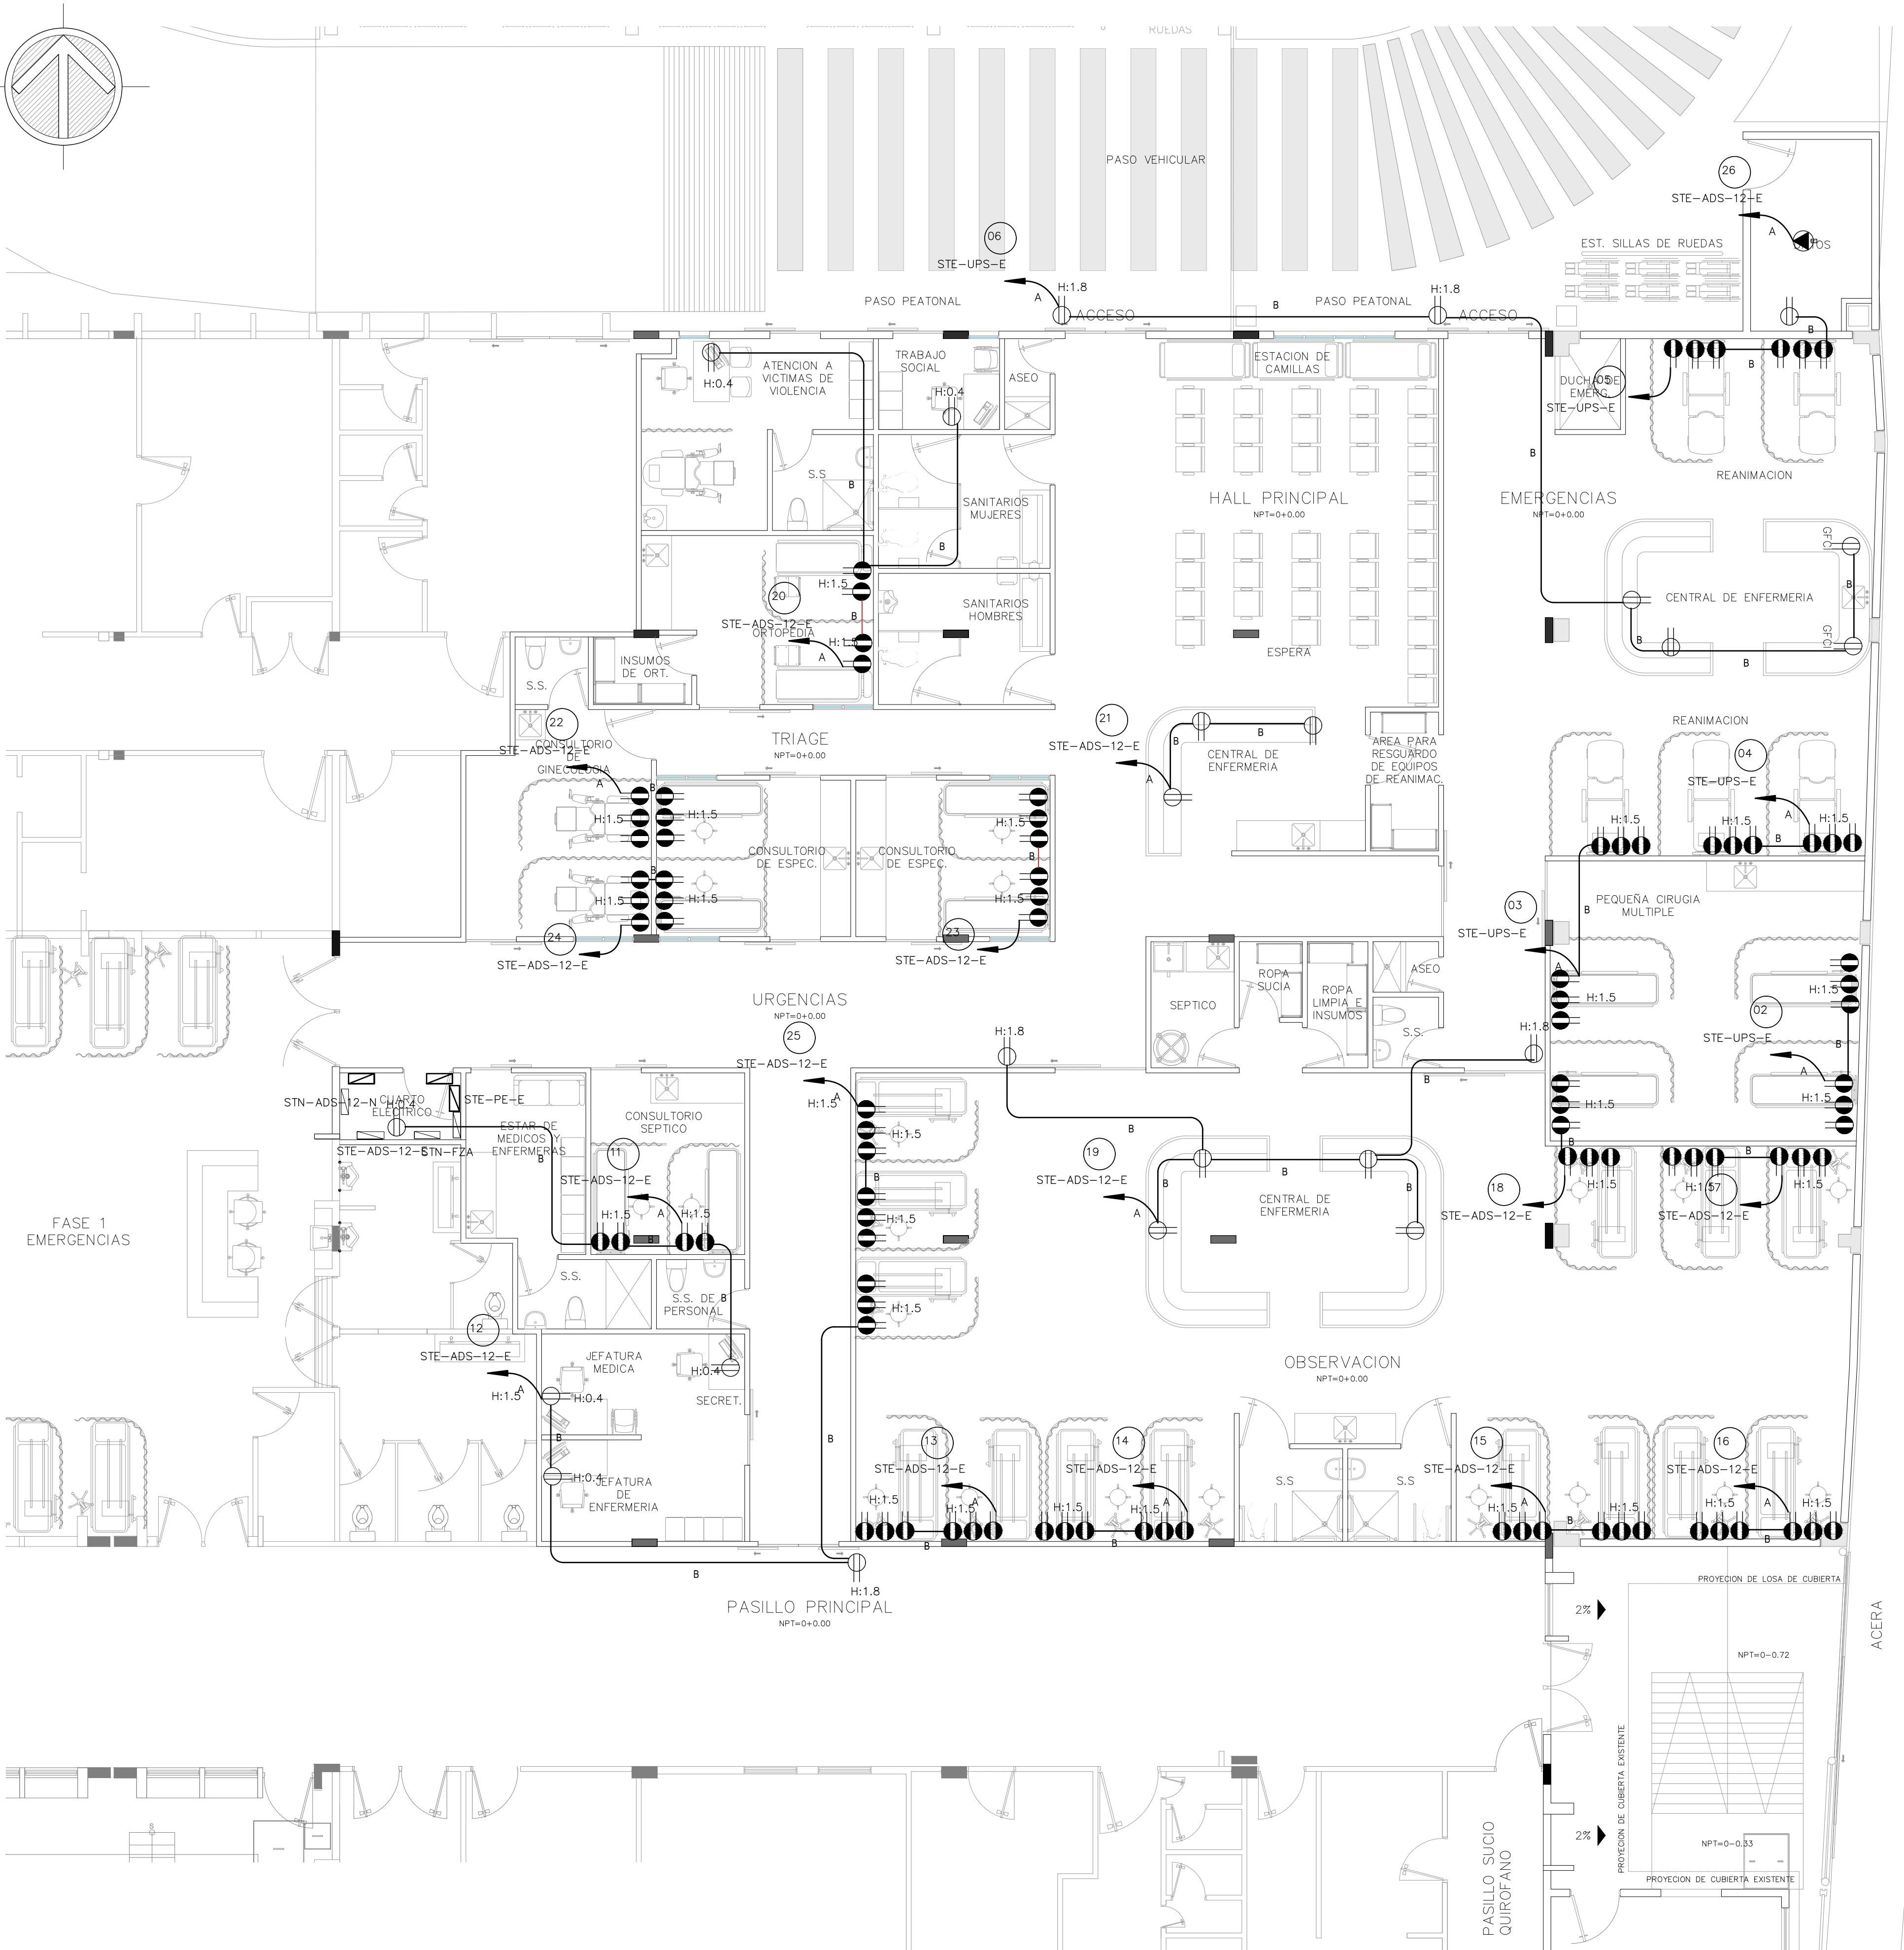 RUEDAS
PASO VEHICULAR
26
STE-ADS-12-E
A
EST. SILLAS DE RUEDAS
06
STE-UPS-E
A
H:1.8
PASO PEATONAL
ACCESO
B
PASO PEATONAL
H:1.8
ACCESO
B
ATENCION A
VICTIMAS DE
VIOLENCIA
H:0.4
TRABAJO
SOCIAL
H:0.4
ASEO
ESTACION DE
CAMILLAS
DUCHA DE
EMERG.
05
STE-UPS-E
B
REANIMACION
S.S
B
B
SANITARIOS
MUJERES
HALL PRINCIPAL
NPT=0+0.00
B
EMERGENCIAS
NPT=0+0.00
GFCI
B
CENTRAL DE ENFERMERIA
GFCI
B
B
H:1.5
20
STE-ADS-12-E
ORTOPEDIA
B
H:1.5
A
SANITARIOS
HOMBRES
ESPERA
INSUMOS
DE ORT.
S.S.
22
STE-ADS-12-E
CONSULTORIO
DE
GINECOLOGIA
A
TRIAGE
NPT=0+0.00
21
STE-ADS-12-E
A
B
B
CENTRAL DE
ENFERMERIA
AREA PARA
RESGUARDO
DE EQUIPOS
DE REANIMAC.
REANIMACION
04
STE-UPS-E
A
H:1.5
H:1.5
H:1.5
B
B
H:1.5
H:1.5
H:1.5
CONSULTORIO
DE ESPEC.
CONSULTORIO
DE ESPEC.
B
B
H:1.5
H:1.5
H:1.5
24
STE-ADS-12-E
23
STE-ADS-12-E
03
STE-UPS-E
A
B
PEQUEÑA CIRUGIA
MULTIPLE
H:1.5
H:1.5
02
STE-UPS-E
A
B
H:1.5
H:1.5
B
URGENCIAS
NPT=0+0.00
SEPTICO
ROPA
SUCIA
ROPA
LIMPIA E
INSUMOS
ASEO
S.S.
H:1.8
H:1.8
B
25
STE-ADS-12-E
A
H:1.5
H:1.5
B
H:1.5
H:1.5
STN-ADS-12-N
CUARTO
ELECTRICO
H:0.4
STE-PE-E
STE-ADS-12-E
STN-FZA
ESTAR DE
MEDICOS Y
ENFERMERAS
B
CONSULTORIO
SEPTICO
11
STE-ADS-12-E
A
H:1.5
H:1.5
B
B
19
STE-ADS-12-E
A
B
B
B
CENTRAL DE
ENFERMERIA
18
STE-ADS-12-E
H:1.5
B
H:1.5
STE-ADS-12-E
H:1.5
FASE 1
EMERGENCIAS
S.S.
S.S. DE
PERSONAL
B
12
STE-ADS-12-E
A
H:1.5
JEFATURA
MEDICA
H:0.4
H:0.4
SECRET.
B
H:0.4
JEFATURA
DE
ENFERMERIA
B
OBSERVACION
NPT=0+0.00
13
STE-ADS-12-E
H:1.5
H:1.5
A
B
14
STE-ADS-12-E
H:1.5
H:1.5
A
B
S.S
S.S
15
STE-ADS-12-E
H:1.5
A
B
H:1.5
16
STE-ADS-12-E
H:1.5
A
H:1.5
B
B
H:1.8
PASILLO PRINCIPAL
NPT=0+0.00
PROYECION DE LOSA DE CUBIERTA
2%
ACERA
NPT=0-0.72
PROYECION DE CUBIERTA EXISTENTE
2%
NPT=0-0.33
PROYECION DE CUBIERTA EXISTENTE
PASILLO SUCIO
QUIROFANO
S